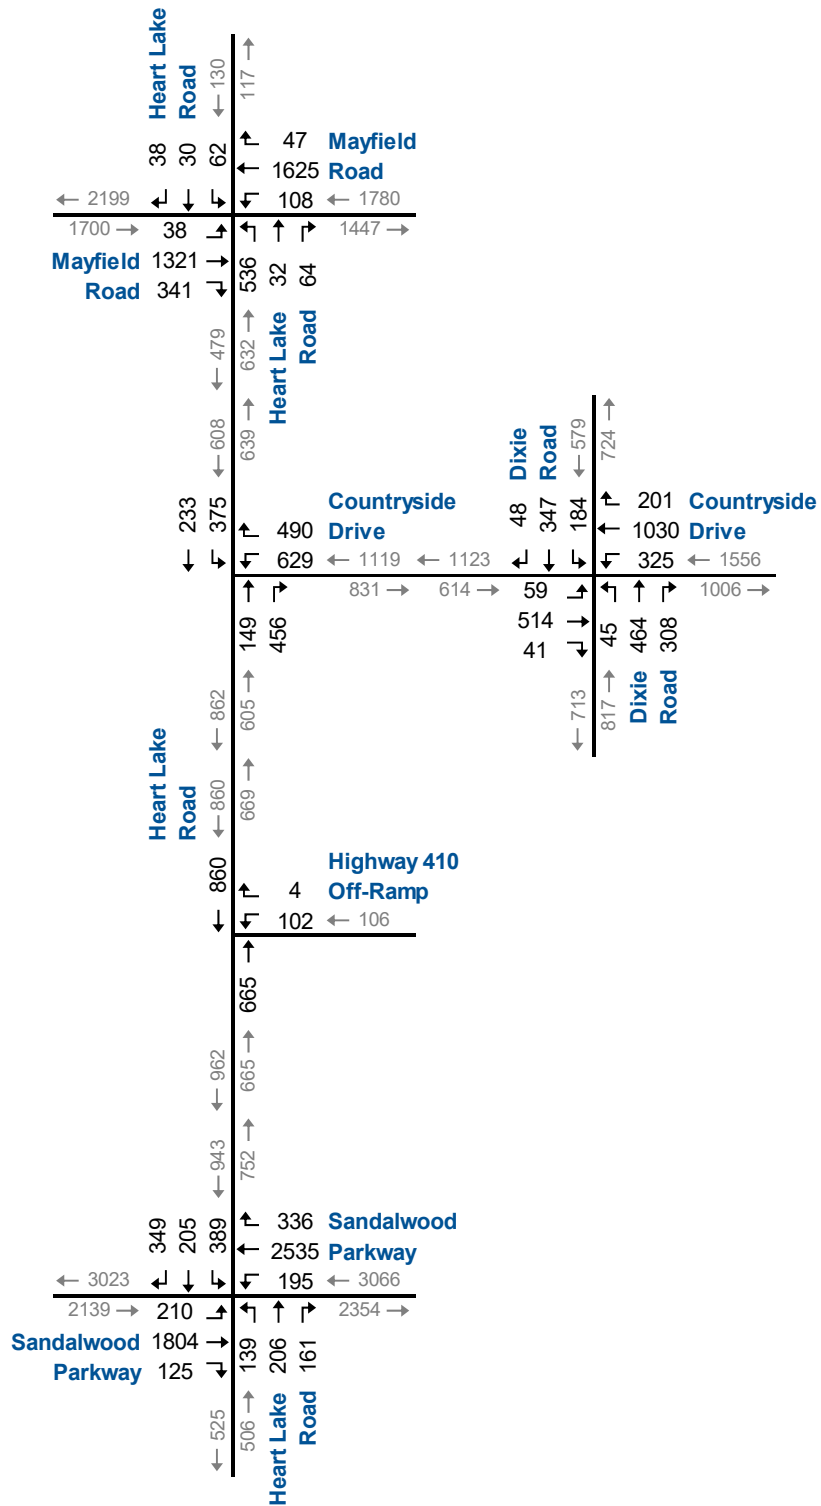 130
117
Heart Lake
Road
38
30
62
47 Mayfield
1625 Road
108
1780
2199
1700
38
1447
Mayfield 1321
Road 341
536
32
64
479
632
Heart Lake
Road
608
639
233
375
490 Countryside
629 Drive
1119
1123
831
614
149
456
Dixie
Road
579
724
48
347
184
201 Countryside
1030 Drive
325
1556
59
514
41
1006
45
464
308
713
817
Dixie
Road
862
605
Heart Lake
Road
860
669
860
Highway 410
4 Off-Ramp
102
106
665
962
665
943
752
349
205
389
336 Sandalwood
2535 Parkway
195
3066
3023
2139
210
2354
Sandalwood 1804
Parkway 125
139
206
161
525
506
Heart Lake
Road